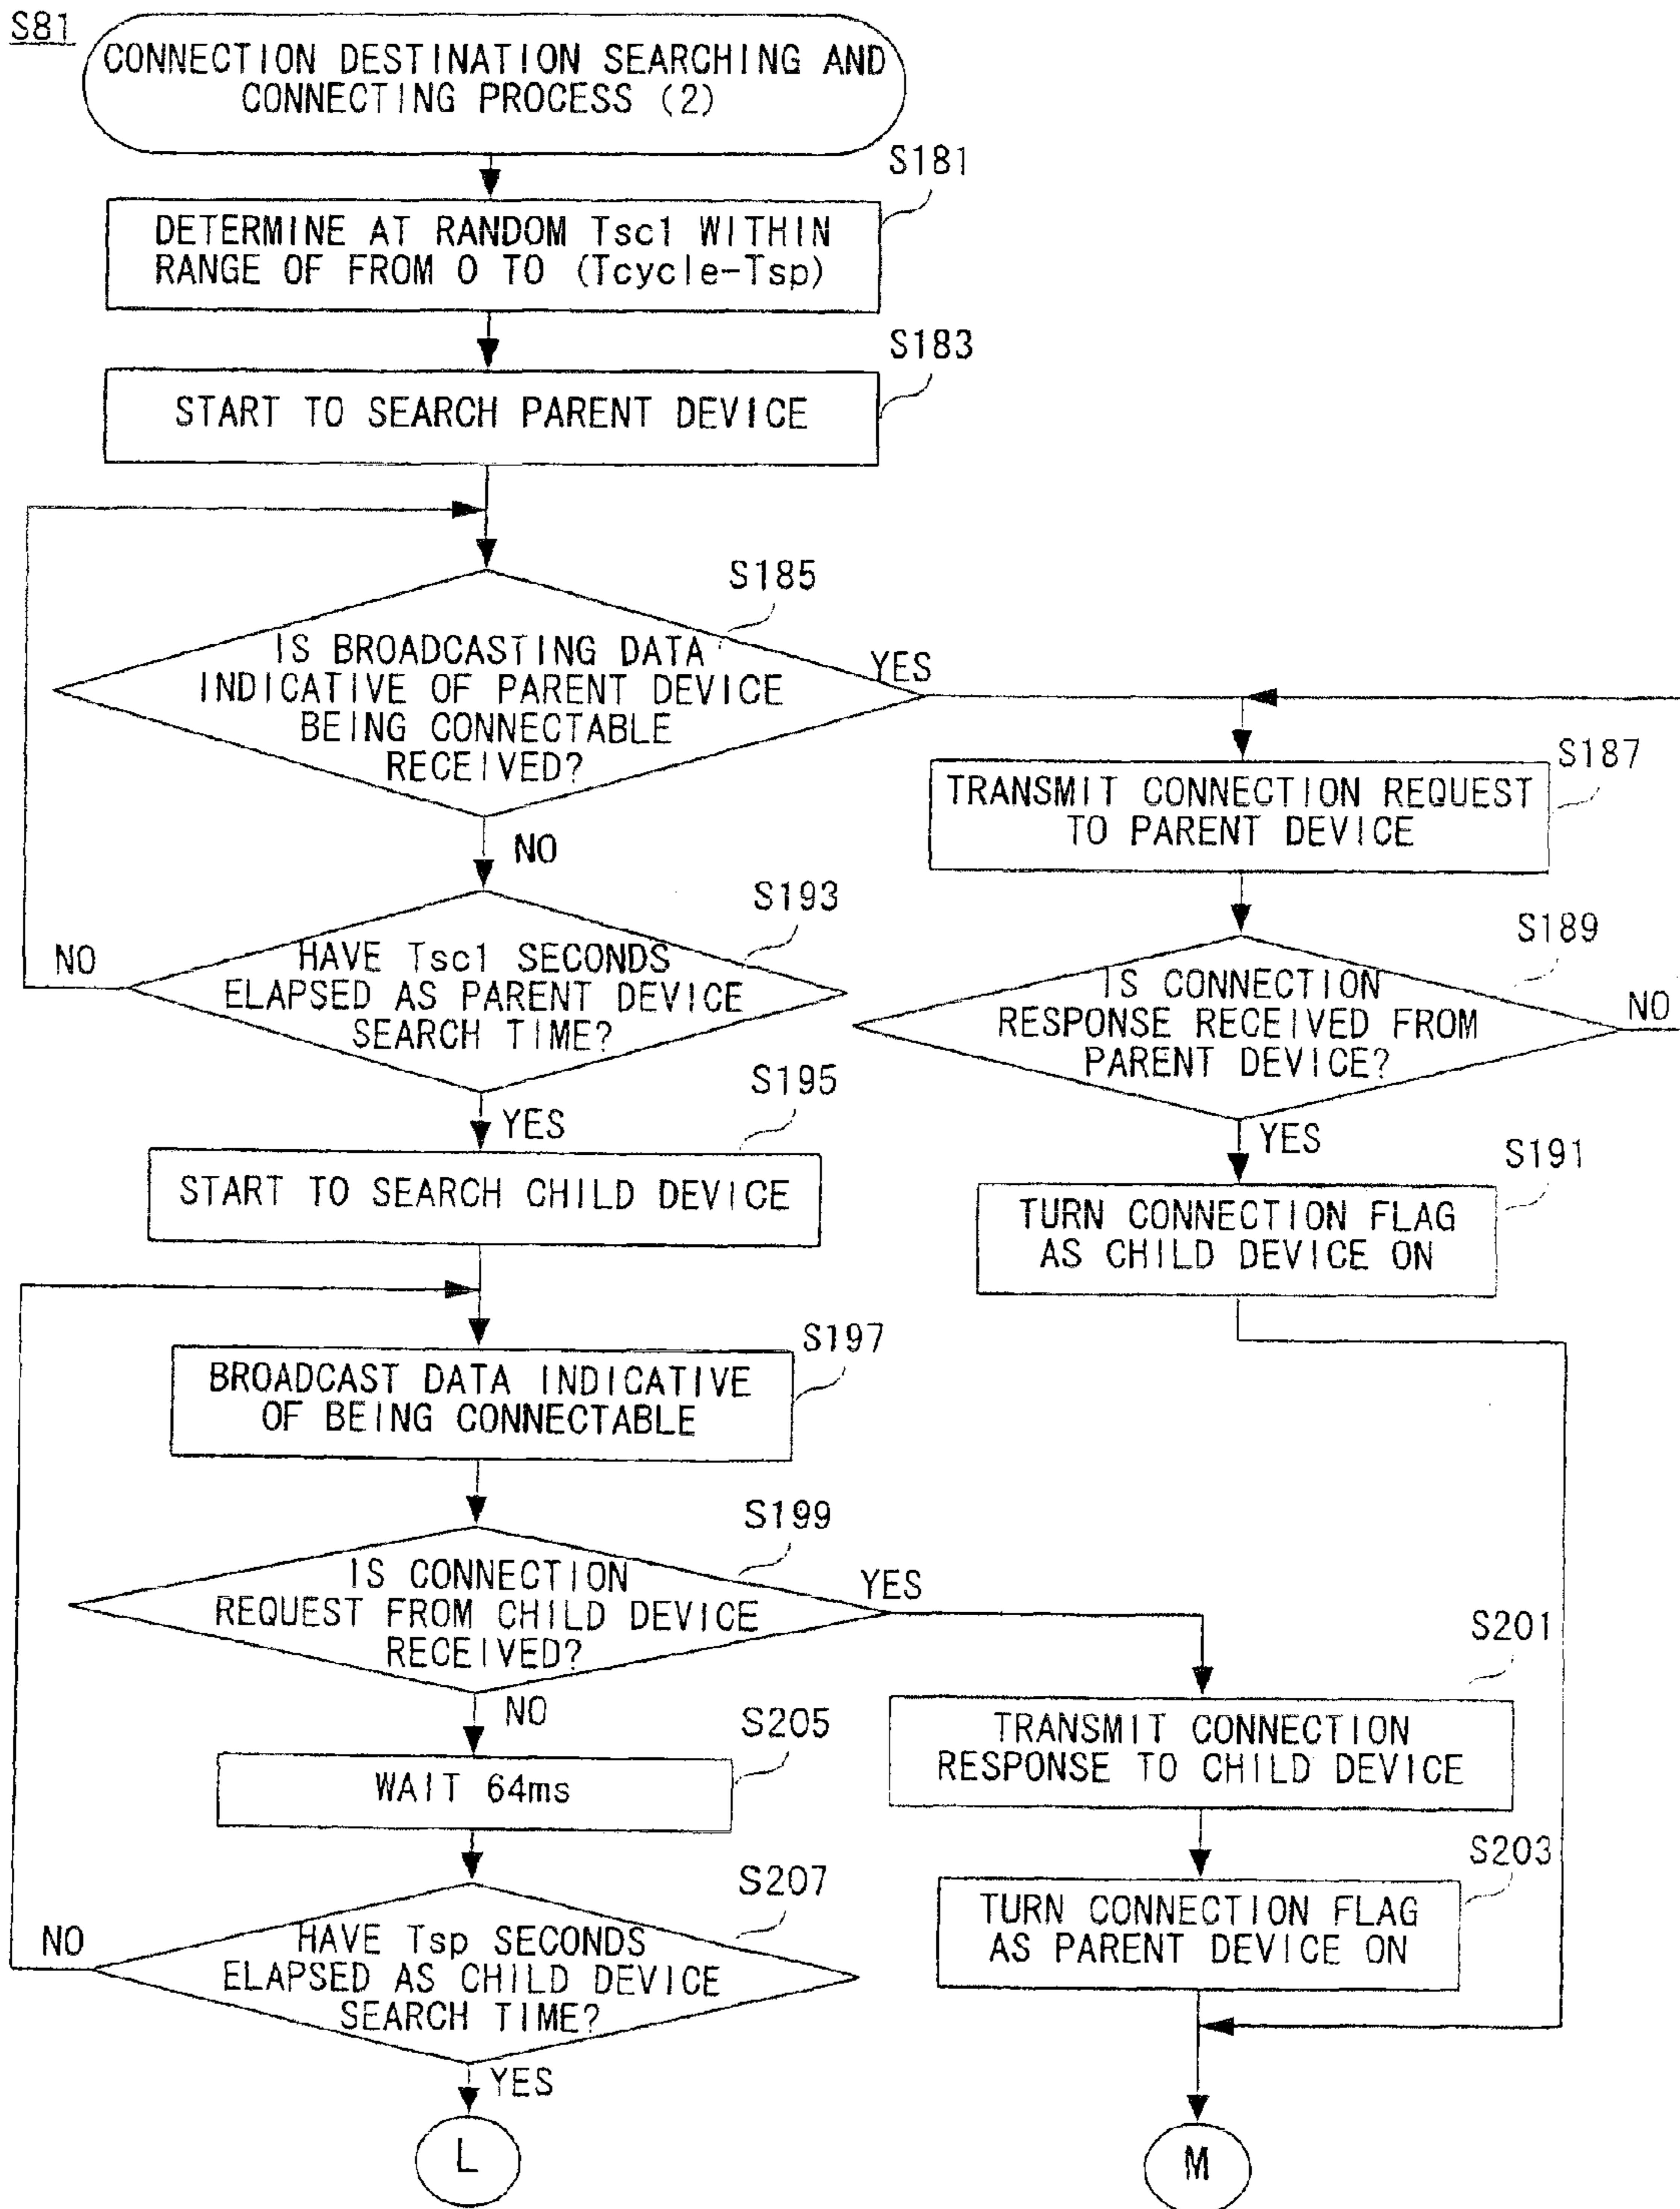 S81
CONNECTION DESTINATION SEARCHING AND
CONNECTING PROCESS (2)
S181
DETERMINE AT RANDOM Tsc1 WITHIN
RANGE OF FROM 0 TO (Tcycle-Tsp)
S183
START TO SEARCH PARENT DEVICE
S185
IS BROADCASTING DATA
INDICATIVE OF PARENT DEVICE
BEING CONNECTABLE
RECEIVED?
YES
NO
S187
TRANSMIT CONNECTION REQUEST
TO PARENT DEVICE
S193
HAVE Tsc1 SECONDS
ELAPSED AS PARENT DEVICE
SEARCH TIME?
NO
YES
S189
IS CONNECTION
RESPONSE RECEIVED FROM
PARENT DEVICE?
NO
YES
S195
START TO SEARCH CHILD DEVICE
S191
TURN CONNECTION FLAG
AS CHILD DEVICE ON
S197
BROADCAST DATA INDICATIVE
OF BEING CONNECTABLE
S199
IS CONNECTION
REQUEST FROM CHILD DEVICE
RECEIVED?
YES
NO
S201
TRANSMIT CONNECTION
RESPONSE TO CHILD DEVICE
S205
WAIT 64ms
S203
TURN CONNECTION FLAG
AS PARENT DEVICE ON
S207
HAVE Tsp SECONDS
ELAPSED AS CHILD DEVICE
SEARCH TIME?
NO
YES
L
M